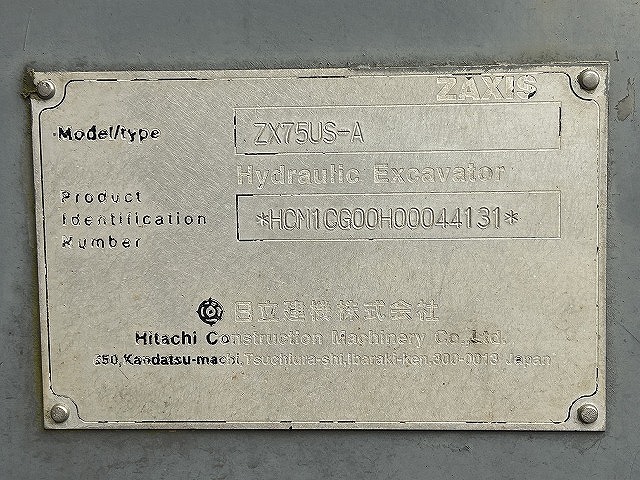 ZAXIS
Model/type ZX75US-A
Hydraulic Excavator
Product
Identification
Number
*HCM1CG00H00044131*
日立建機株式会社
Hitachi Construction Machinery Co.,Ltd.
650,Kandatsu-machi,Tsuchiura-shi,Ibaraki-ken,300-0013 Japan